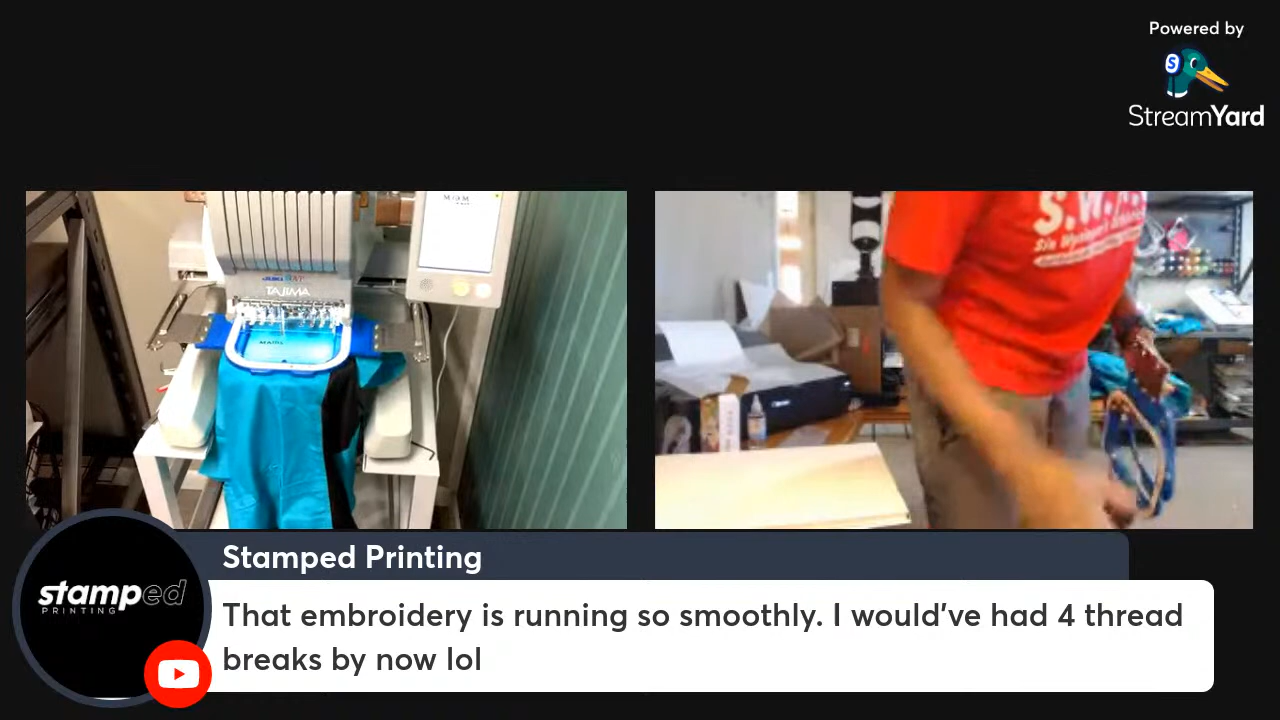 Powered by
S
StreamYard
TAJIMA
S.W.A.
Stamped Printing
stamped
PRINTING
That embroidery is running so smoothly. I would've had 4 thread
breaks by now lol